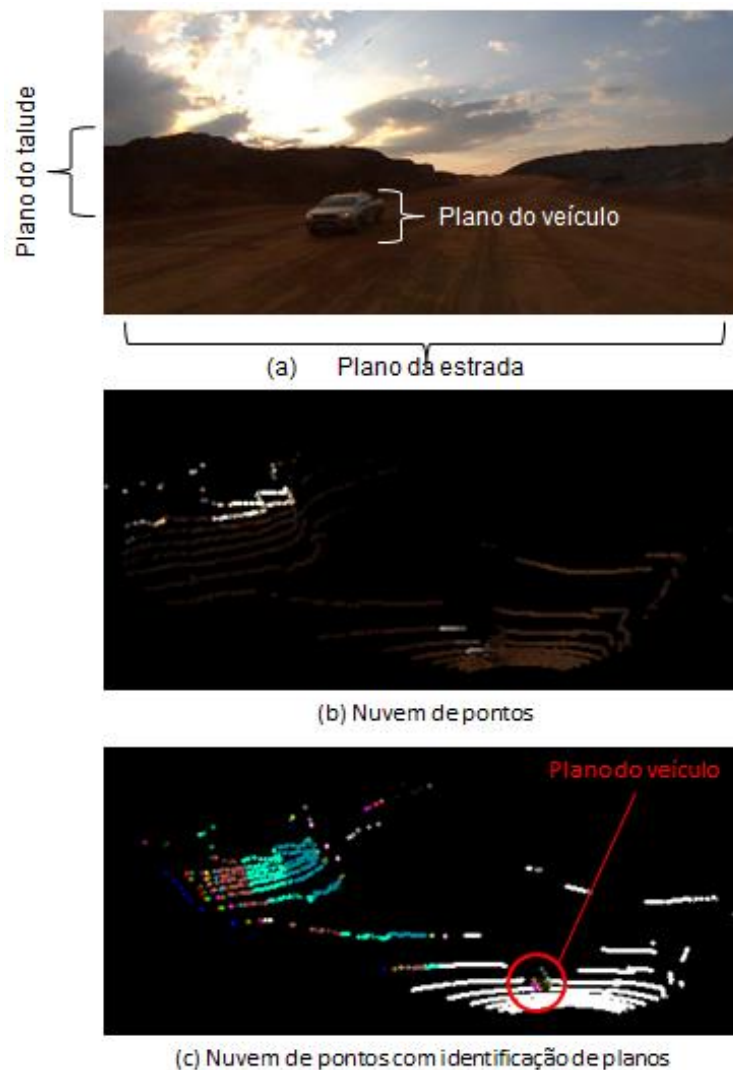 Plano do talude
Plano do veículo
(a) Plano da estrada
(b) Nuvem de pontos
Plano do veículo
(c) Nuvem de pontos com identificação de planos